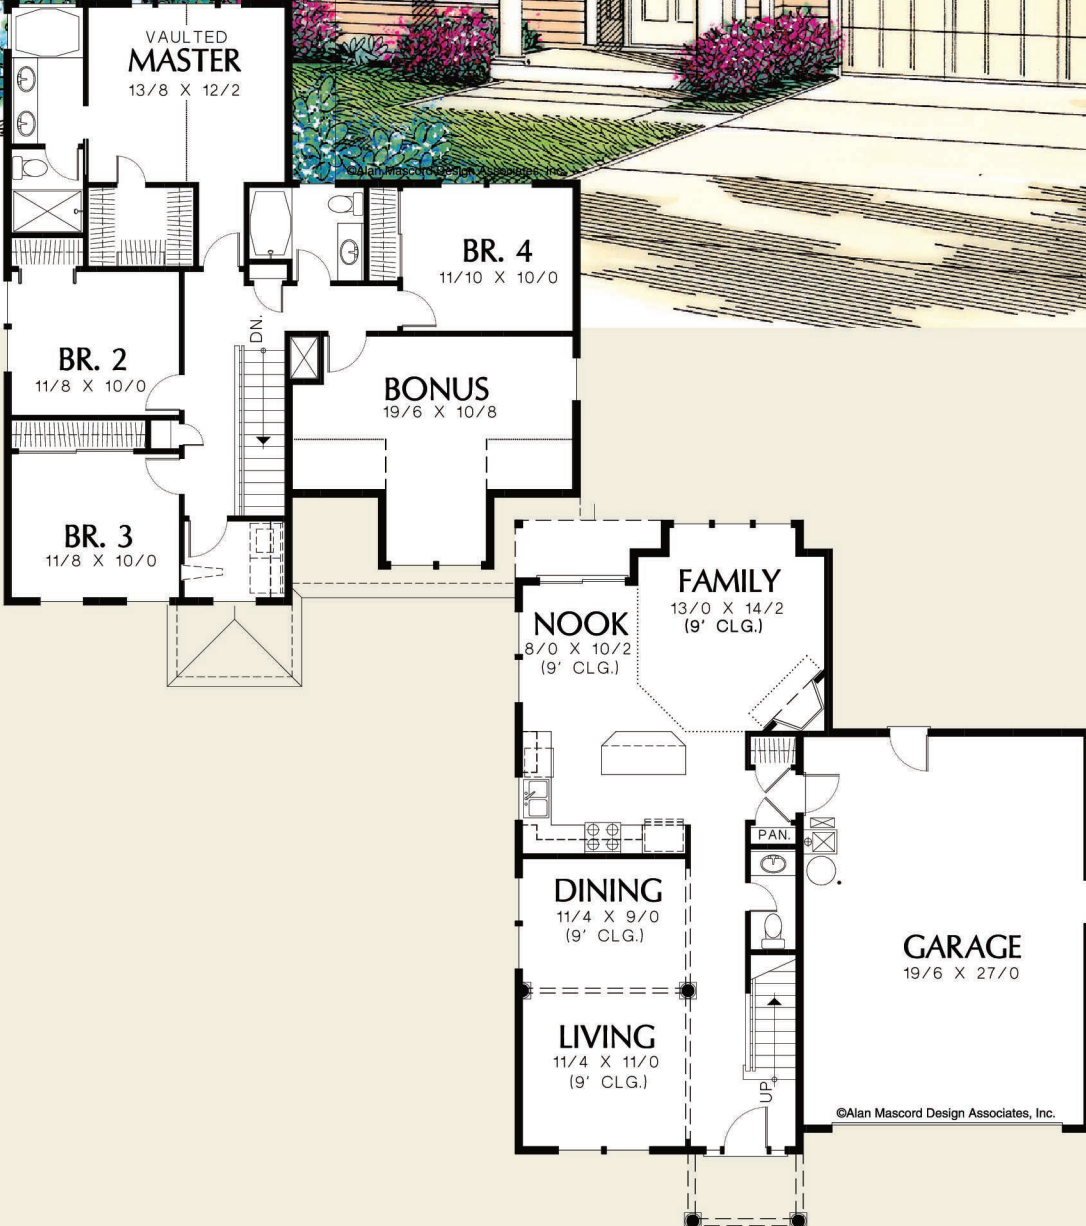 VAULTED
MASTER
13/8 X 12/2
©Alan Mascord Design Associates, Inc.
BR. 4
11/10 X 10/0
DN.
BR. 2
11/8 X 10/0
BONUS
19/6 X 10/8
BR. 3
11/8 X 10/0
FAMILY
13/0 X 14/2
(9' CLG.)
NOOK
8/0 X 10/2
(9' CLG.)
PAN.
DINING
11/4 X 9/0
(9' CLG.)
GARAGE
19/6 X 27/0
LIVING
11/4 X 11/0
(9' CLG.)
UP
©Alan Mascord Design Associates, Inc.